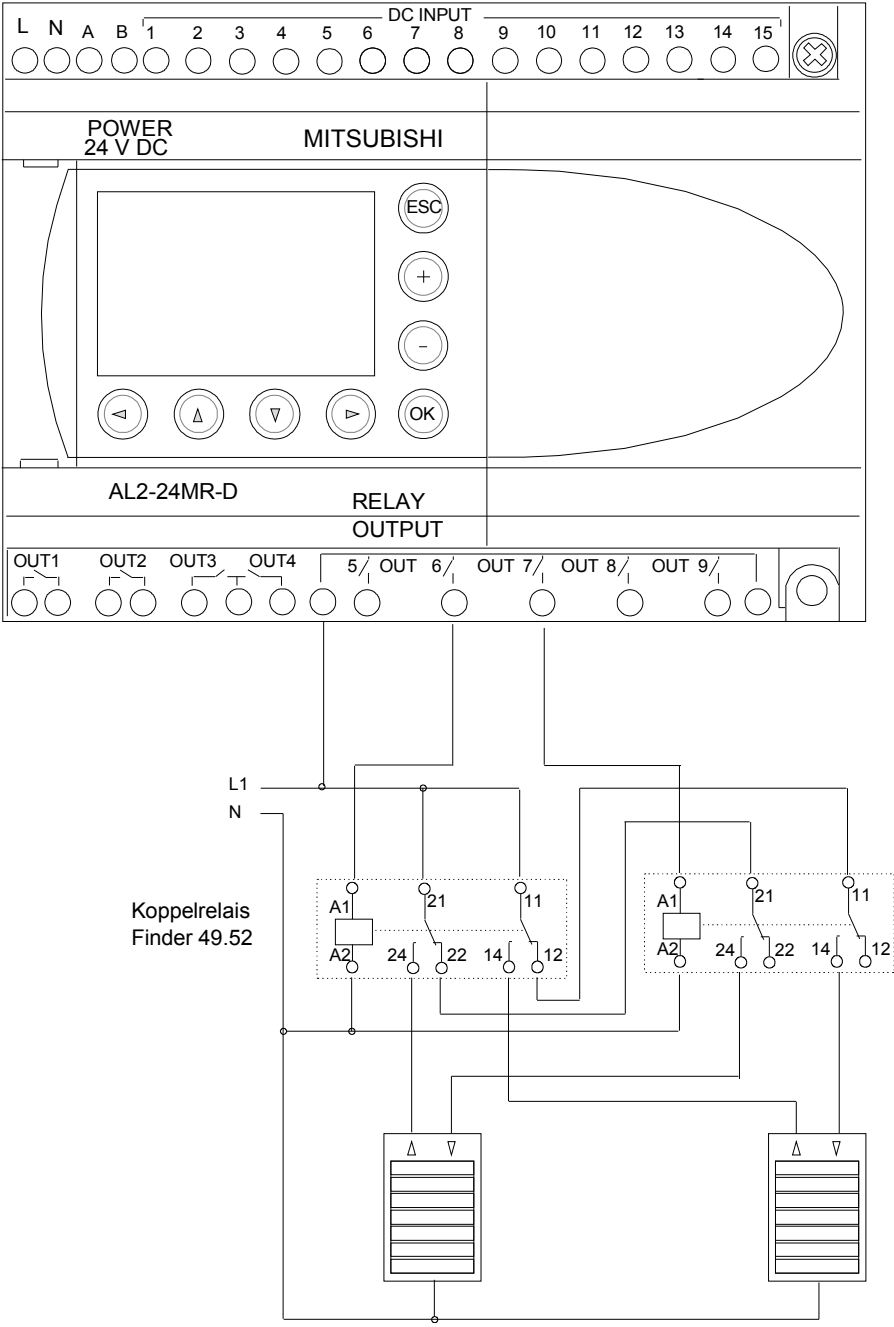 DC INPUT
L N A B 1 2 3 4 5 6 7 8 9 10 11 12 13 14 15
POWER
24 V DC
MITSUBISHI
ESC
+
-
OK
AL2-24MR-D
RELAY
OUTPUT
OUT1 OUT2 OUT3 OUT4 5 OUT 6 OUT 7 OUT 8 OUT 9
L1
N
Koppelrelais
Finder 49.52
A1 21 11
A2 24 22 14 12
A1 21 11
A2 24 22 14 12